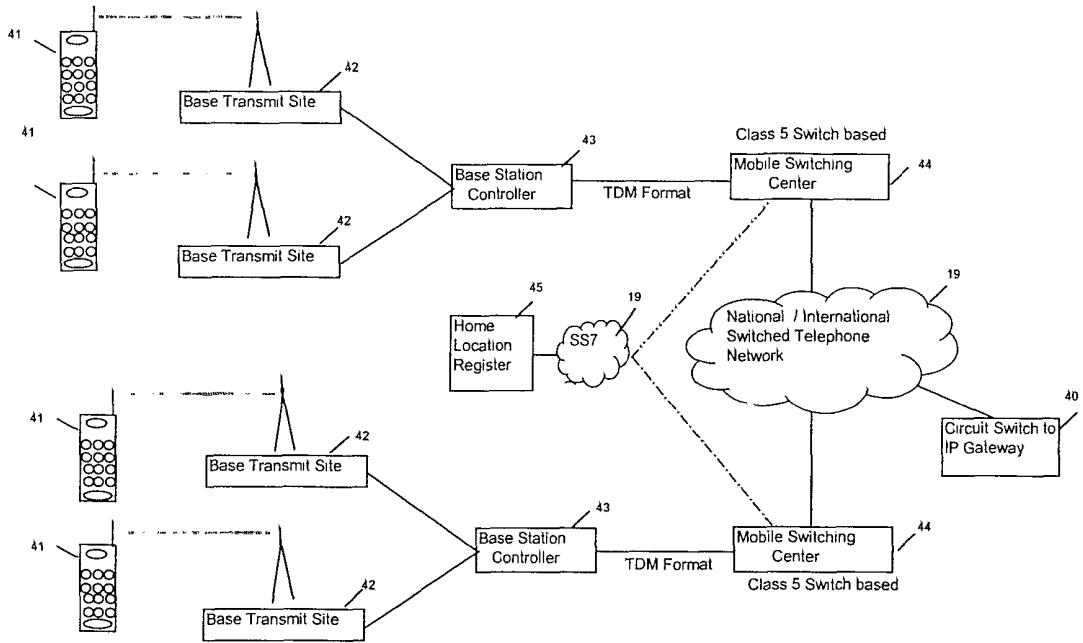 41
42
Base Transmit Site
41
Class 5 Switch based
43
Base Station
Controller
TDM Format
Mobile Switching
Center
44
42
Base Transmit Site
45
Home
Location
Register
19
SS7
19
National / International
Switched Telephone
Network
40
Circuit Switch to
IP Gateway
41
42
Base Transmit Site
43
Base Station
Controller
TDM Format
Mobile Switching
Center
44
Class 5 Switch based
41
42
Base Transmit Site